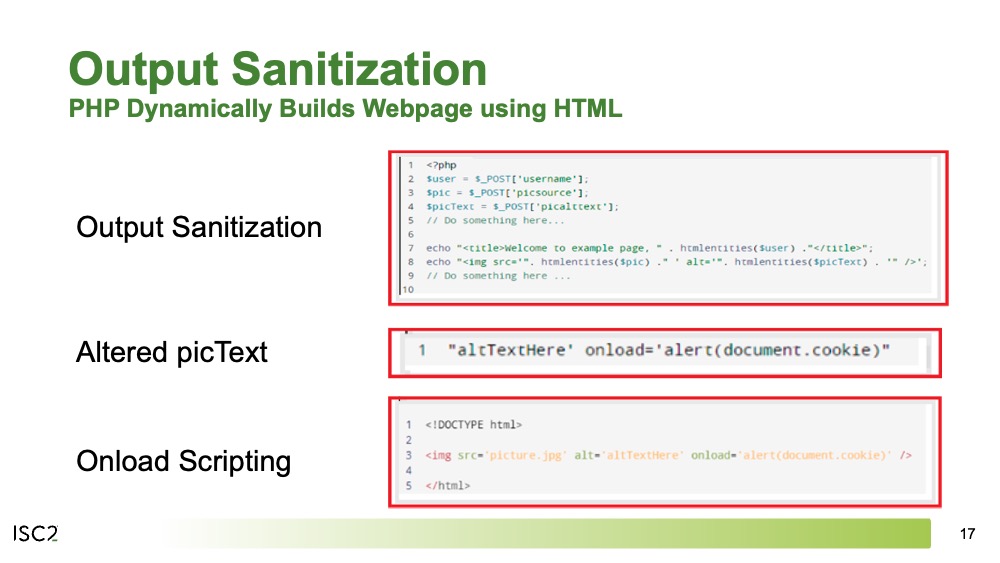 Output Sanitization
PHP Dynamically Builds Webpage using HTML
Output Sanitization
1 <?php
2 $user = $_POST['username'];
3 $pic = $_POST['picsource'];
4 $picText = $_POST['picalttext'];
5 // Do something here...
6
7 echo "<title>Welcome to example page, " . htmlentities($user) ."</title>";
8 echo "<img src='". htmlentities($pic) ." ' alt='". htmlentities($picText) . '" />';
9 // Do something here ...
10
Altered picText
1 "altTextHere' onload='alert(document.cookie)"
Onload Scripting
1 <!DOCTYPE html>
2
3 <img src='picture.jpg' alt='altTextHere' onload='alert(document.cookie)' />
4
5 </html>
ISC2
17